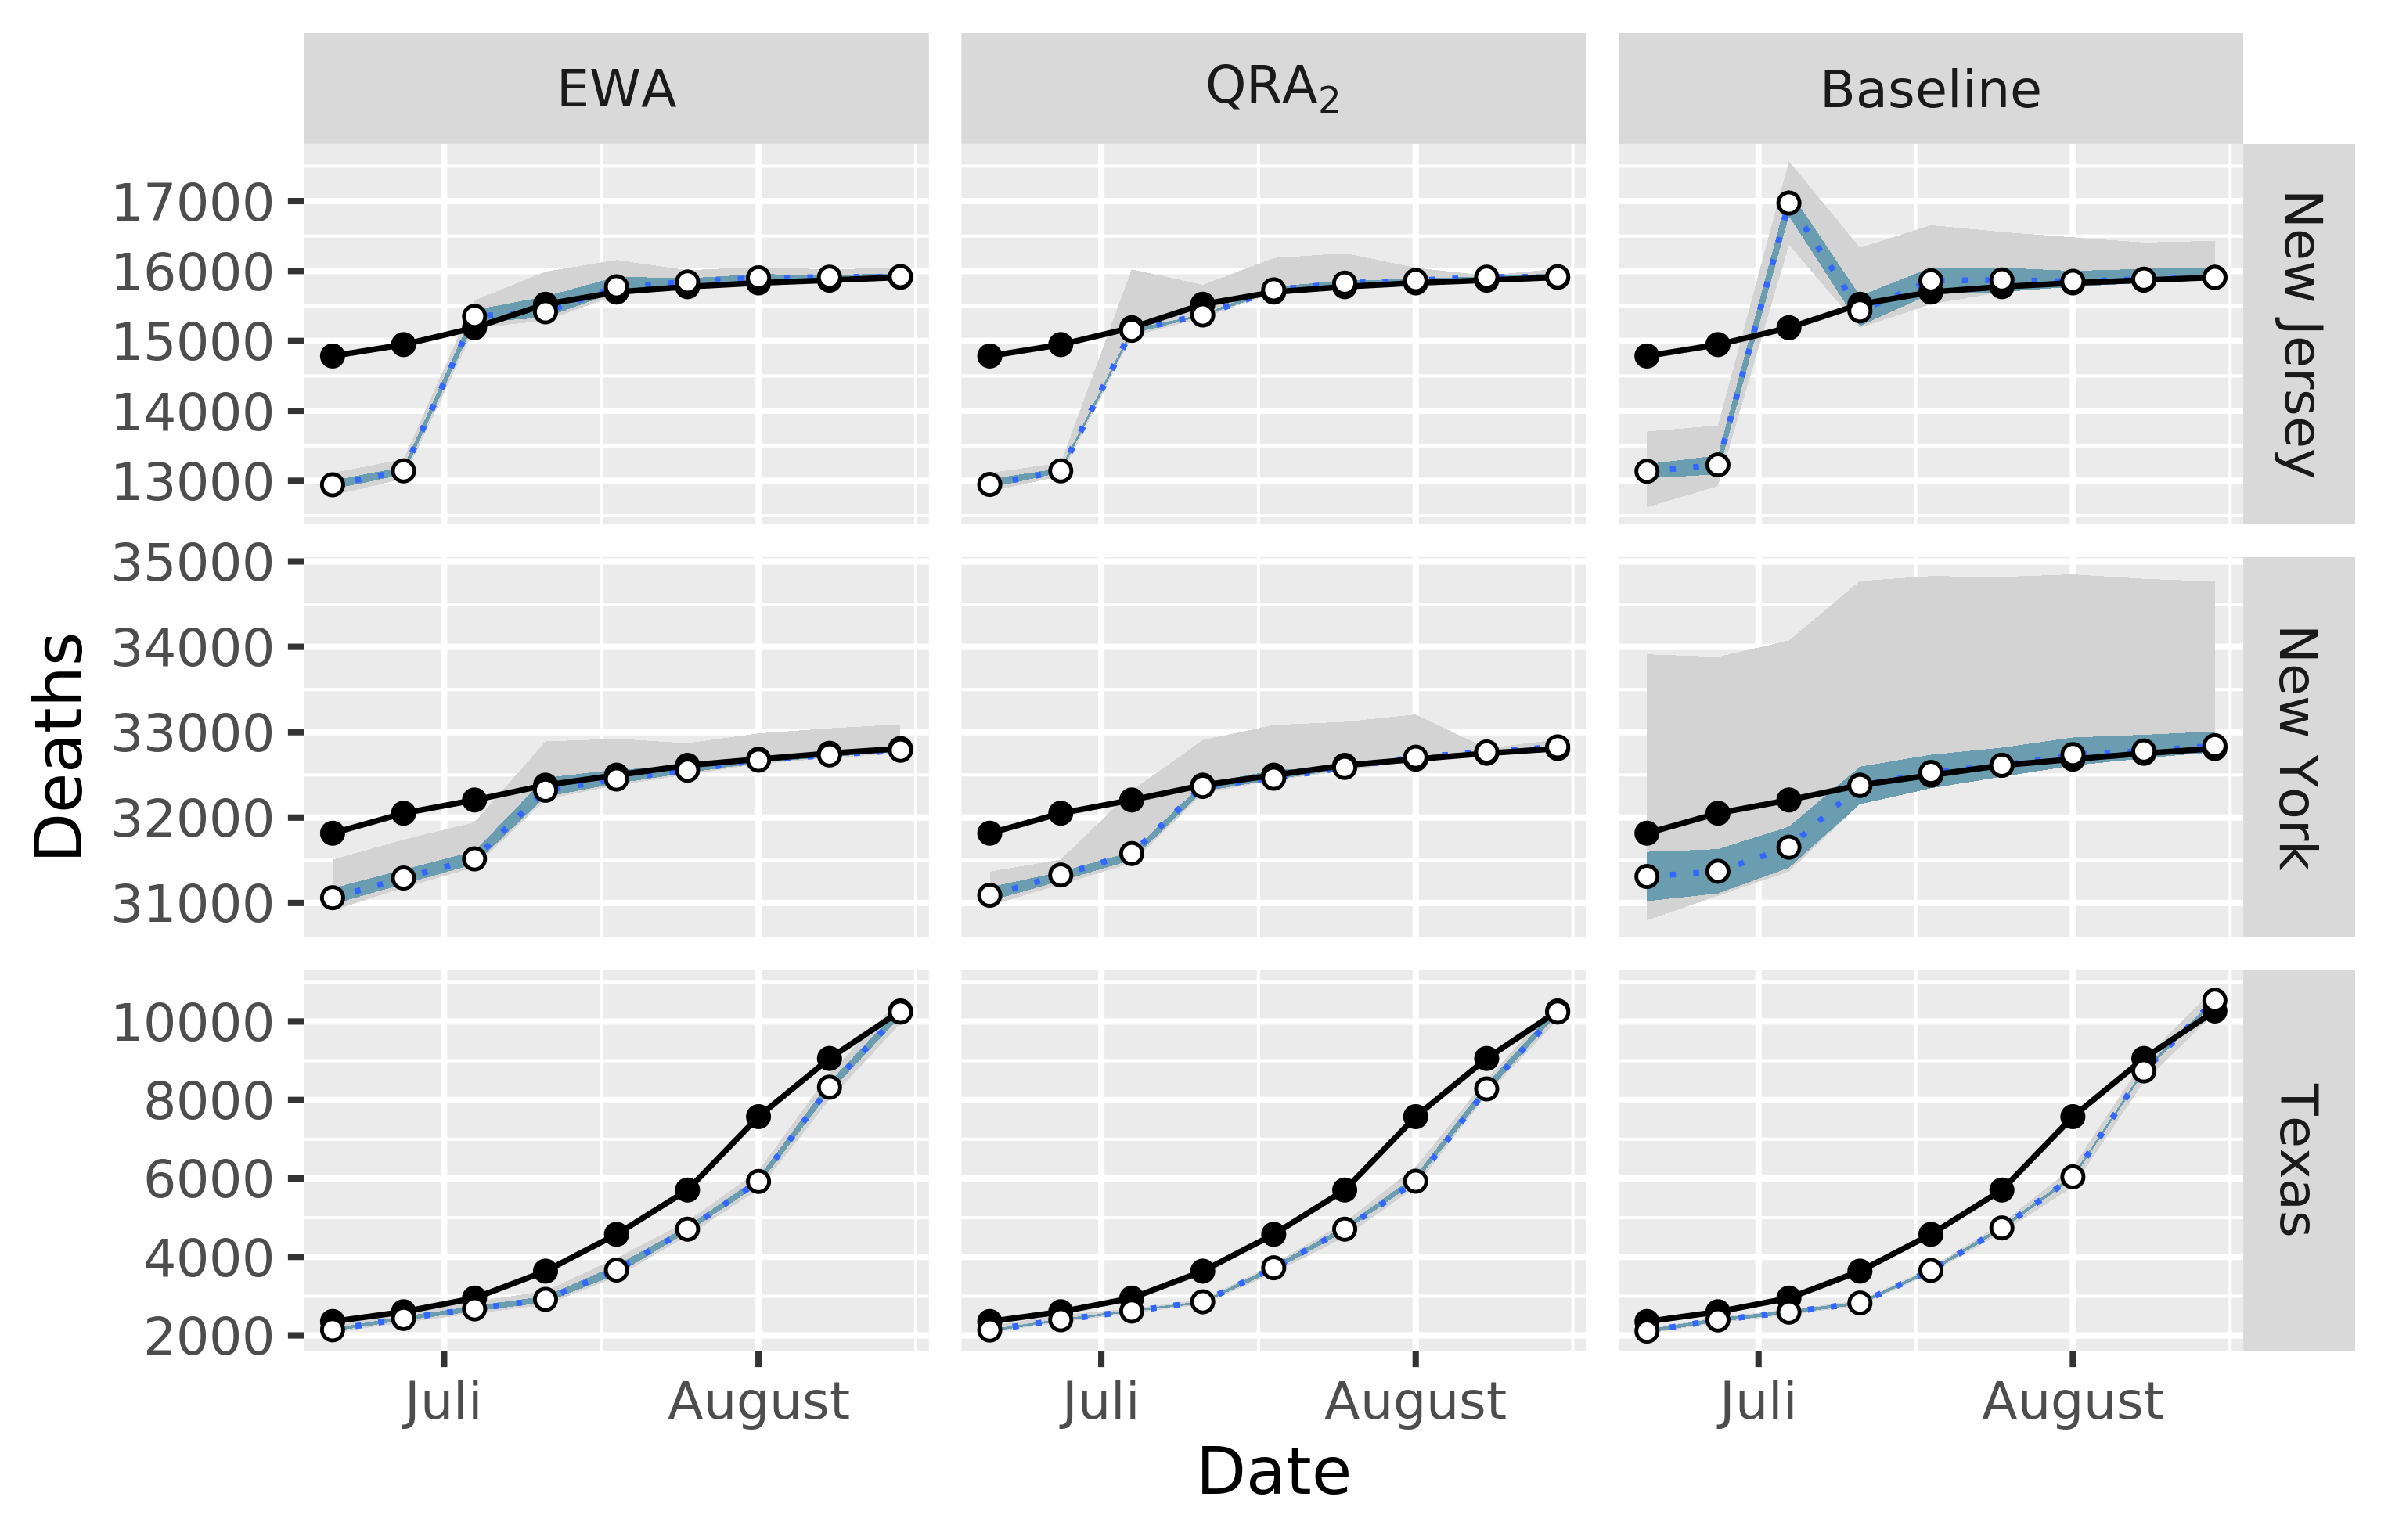 EWA
QRA₂
Baseline
17000
16000
15000
14000
13000
New Jersey
35000
34000
33000
32000
31000
New York
10000
8000
6000
4000
2000
Texas
Deaths
Juli August
Juli August
Juli August
Date